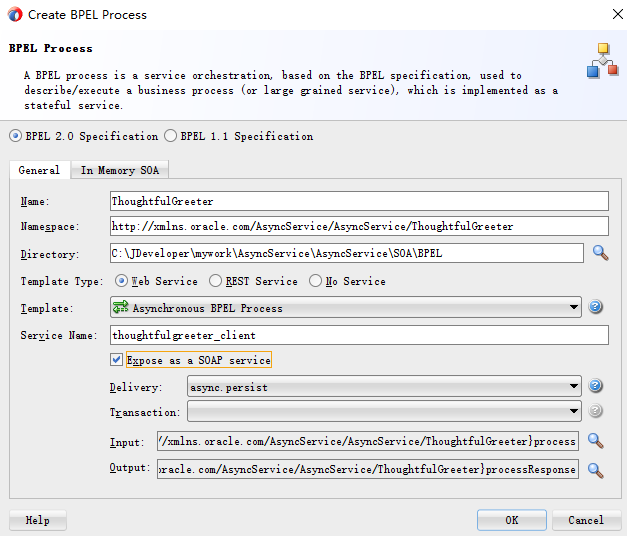 Create BPEL Process
BPEL Process
A BPEL process is a service orchestration, based on the BPEL specification, used to
describe/execute a business process (or large grained service), which is implemented as a
stateful service.
BPEL 2.0 Specification BPEL 1.1 Specification
General In Memory SOA
Name: ThoughtfulGreeter
Namespace: http://xmlns.oracle.com/AsyncService/AsyncService/ThoughtfulGreeter
Directory: C:\JDeveloper\mywork\AsyncService\AsyncService\SOA\BPEL
Template Type: Web Service REST Service No Service
Template: Asynchronous BPEL Process
Service Name: thoughtfulgreeter_client
Expose as a SOAP service
Delivery: async.persist
Transaction:
Input: //xmlns.oracle.com/AsyncService/AsyncService/ThoughtfulGreeter}process
Output: oracle.com/AsyncService/AsyncService/ThoughtfulGreeter}processResponse
Help OK Cancel